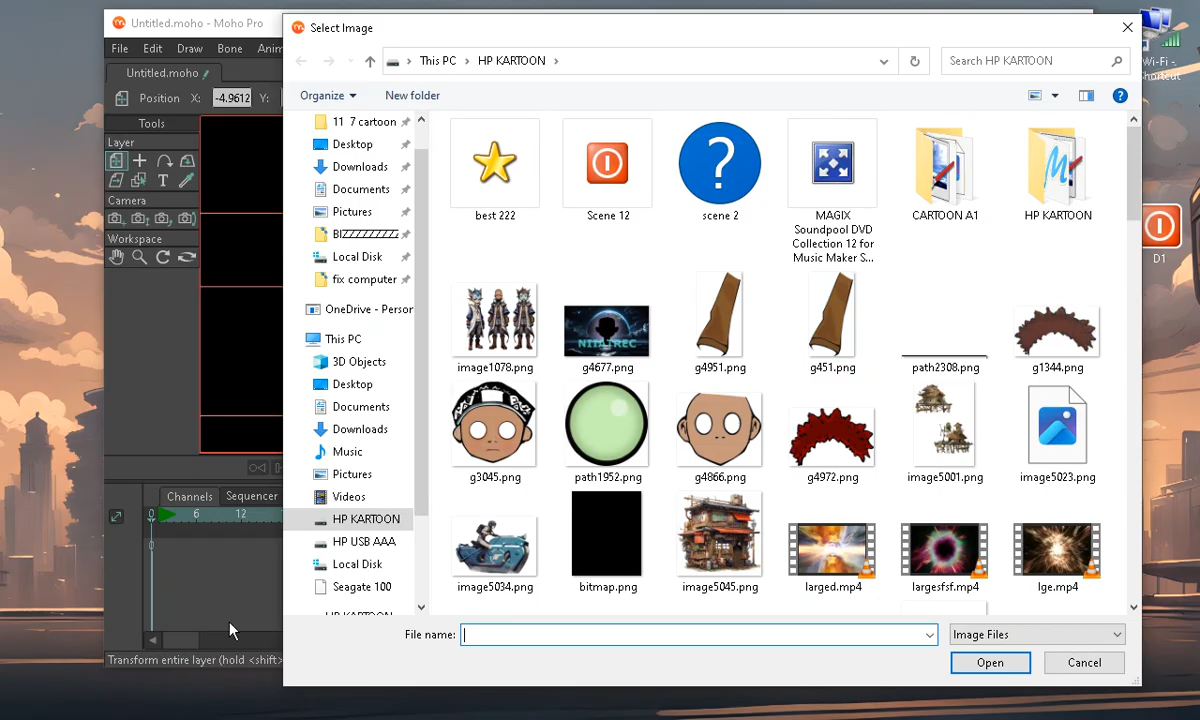 Untitled.moho - Moho Pro
File Edit Draw Bone Anim
Untitled.moho
Position X: -4.9612 Y:
Tools
Layer
T
Camera
Workspace
Channels Sequencer
0 6 12
Transform entire layer (hold <shift>
Select Image
This PC > HP KARTOON >
Search HP KARTOON
Organize
New folder
?
11 7 cartoon
Desktop
Downloads
Documents
Pictures
Local Disk
fix computer
OneDrive - Person
This PC
3D Objects
Desktop
Documents
Downloads
Music
Pictures
Videos
HP KARTOON
HP USB AAA
Local Disk
Seagate 100
HP KARTOON
?
best 222
Scene 12
scene 2
MAGIX
Soundpool DVD
Collection 12 for
Music Maker S...
CARTOON A1
HP KARTOON
image1078.png
g4677.png
g4951.png
g451.png
path2308.png
g1344.png
g3045.png
path1952.png
g4866.png
g4972.png
image5001.png
image5023.png
image5034.png
bitmap.png
image5045.png
larged.mp4
largesfsf.mp4
lge.mp4
File name:
Image Files
Open
Cancel
Wi-Fi -
Shortcut
D1